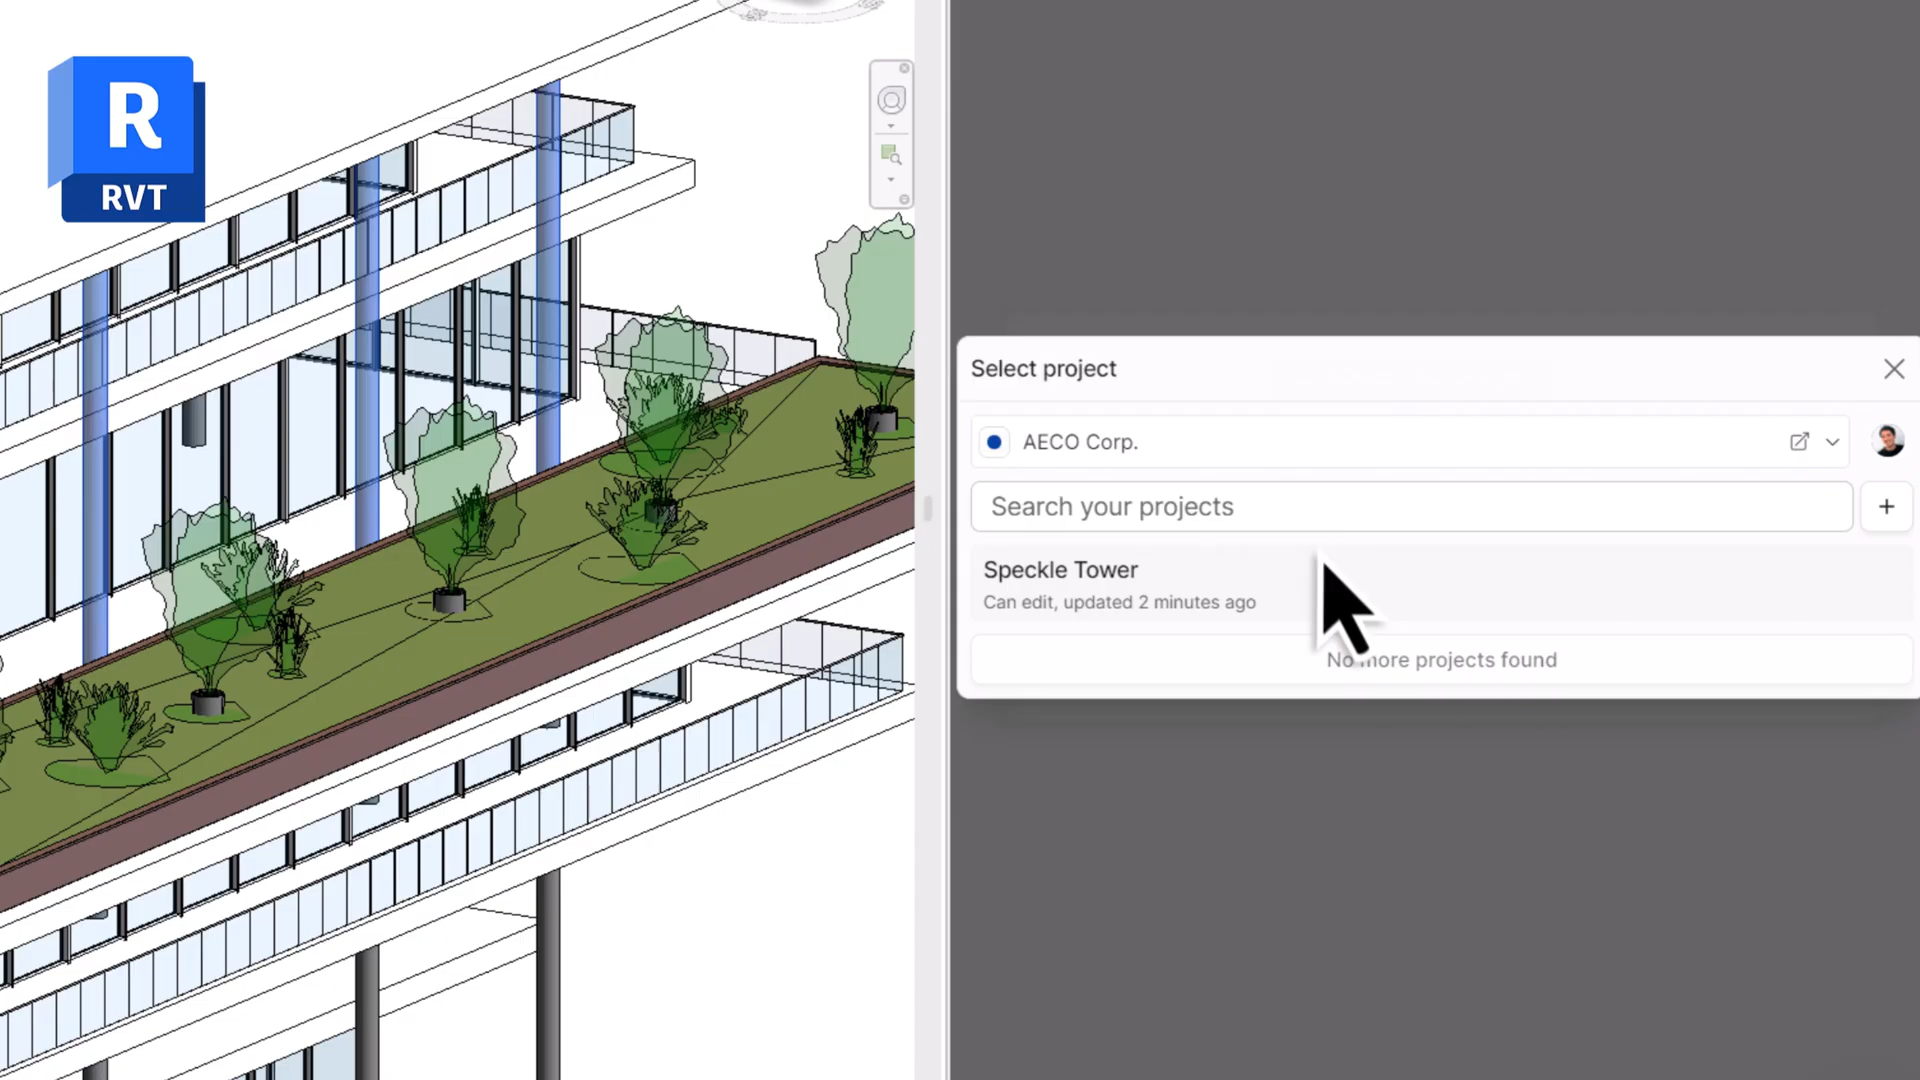 R
RVT
Select project
AECO Corp.
Search your projects
+
Speckle Tower
Can edit, updated 2 minutes ago
No more projects found